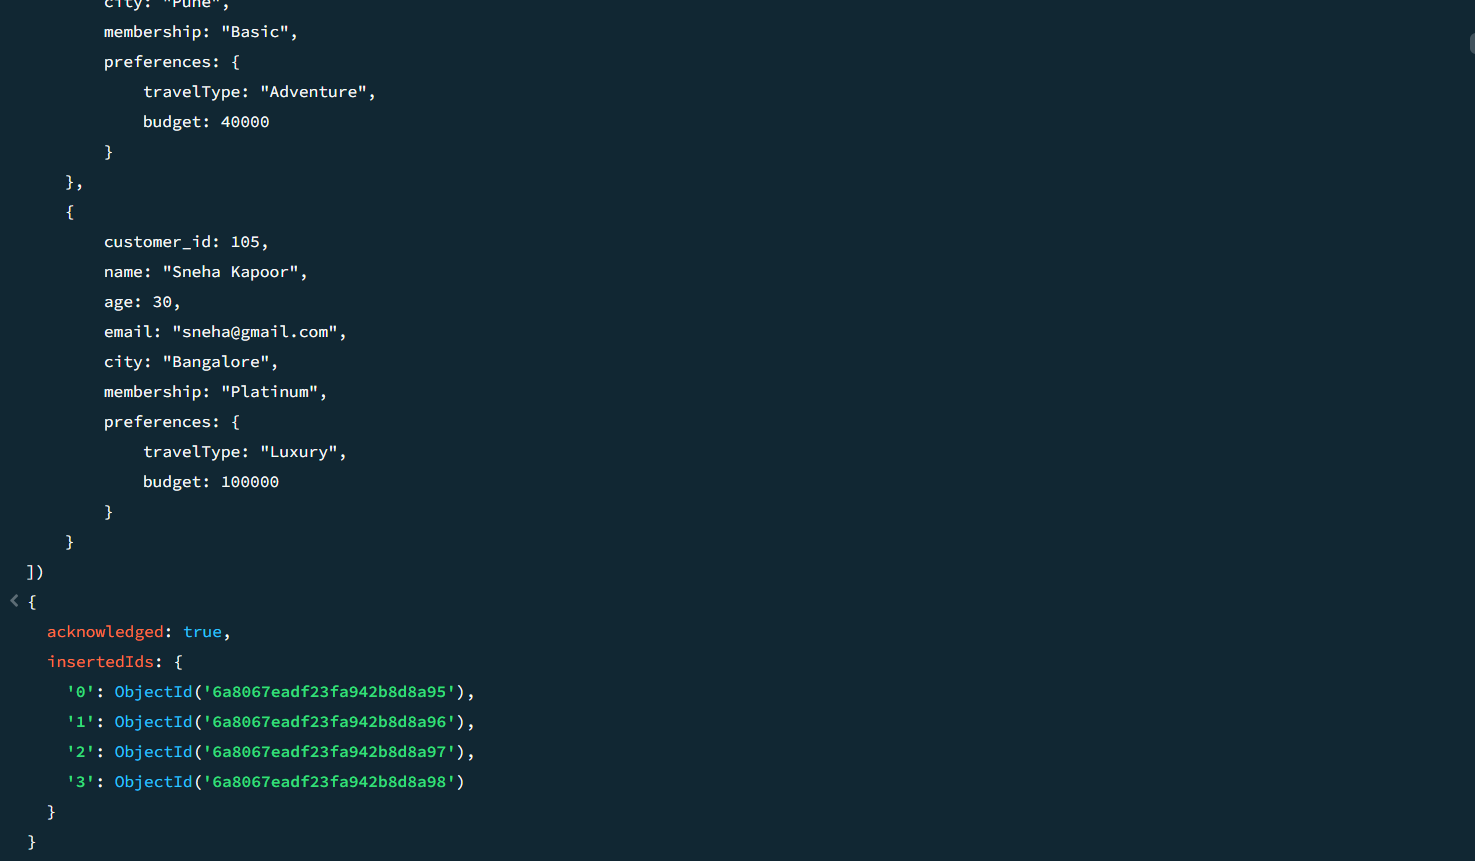 city: "Pune",
membership: "Basic",
preferences: {
travelType: "Adventure",
budget: 40000
}
},
{
customer_id: 105,
name: "Sneha Kapoor",
age: 30,
email: "sneha@gmail.com",
city: "Bangalore",
membership: "Platinum",
preferences: {
travelType: "Luxury",
budget: 100000
}
}
])
< {
acknowledged: true,
insertedIds: {
'0': ObjectId('6a8067eadf23fa942b8d8a95'),
'1': ObjectId('6a8067eadf23fa942b8d8a96'),
'2': ObjectId('6a8067eadf23fa942b8d8a97'),
'3': ObjectId('6a8067eadf23fa942b8d8a98')
}
}